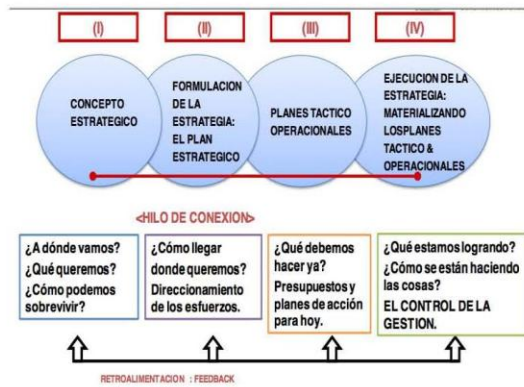 (I)
(II)
(III)
(IV)
CONCEPTO
ESTRATEGICO
FORMULACION
DE LA
ESTRATEGIA:
EL PLAN
ESTRATEGICO
PLANES TACTICO
OPERACIONALES
EJECUCION DE LA
ESTRATEGIA:
MATERIALIZANDO
LOSPLANES
TACTICO &
OPERACIONALES
<HILO DE CONEXION>
¿A dónde vamos?
¿Qué queremos?
¿Cómo podemos
sobrevivir?
¿Cómo llegar
donde queremos?
Direccionamiento
de los esfuerzos.
¿Qué debemos
hacer ya?
Presupuestos y
planes de acción
para hoy.
¿Qué estamos logrando?
¿Cómo se están haciendo
las cosas?
EL CONTROL DE LA
GESTION.
RETROALIMENTACION : FEEDBACK